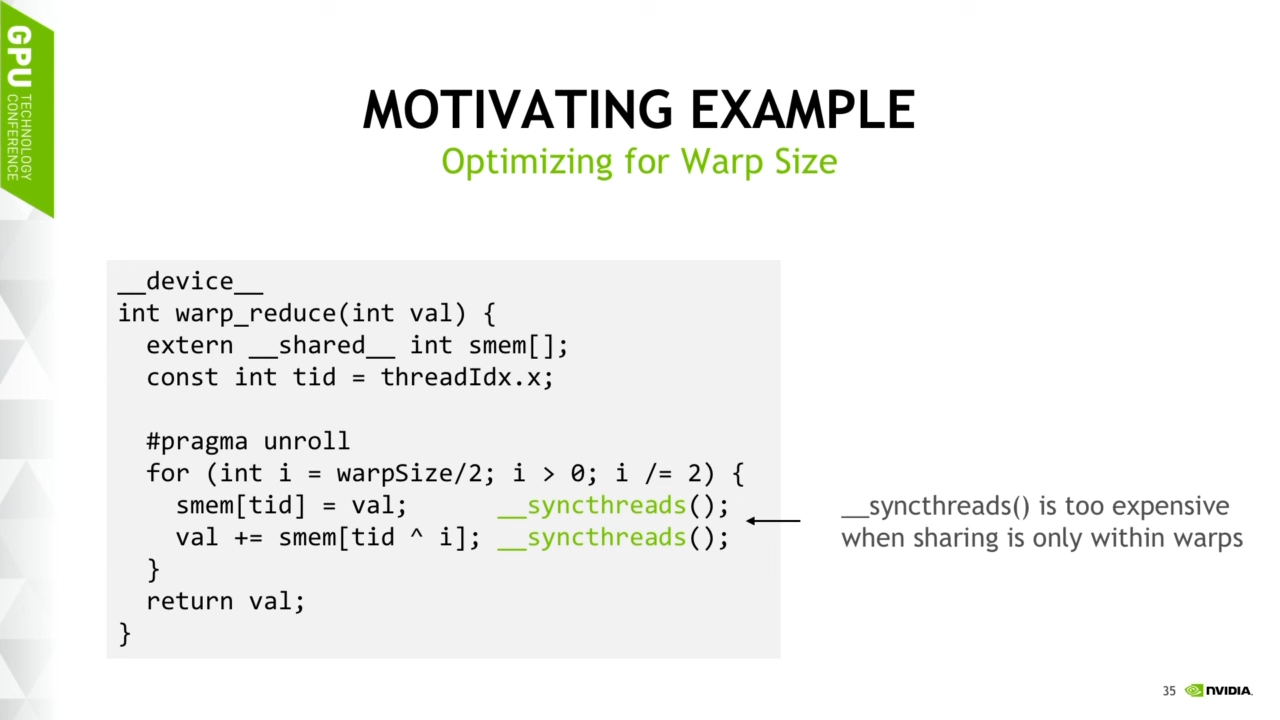 GPU
TECHNOLOGY
CONFERENCE
MOTIVATING EXAMPLE
Optimizing for Warp Size
__device__
int warp_reduce(int val) {
  extern __shared__ int smem[];
  const int tid = threadIdx.x;
  #pragma unroll
  for (int i = warpSize/2; i > 0; i /= 2) {
    smem[tid] = val;      __syncthreads();
    val += smem[tid ^ i]; __syncthreads();
  }
  return val;
}
__syncthreads() is too expensive
when sharing is only within warps
35 NVIDIA.